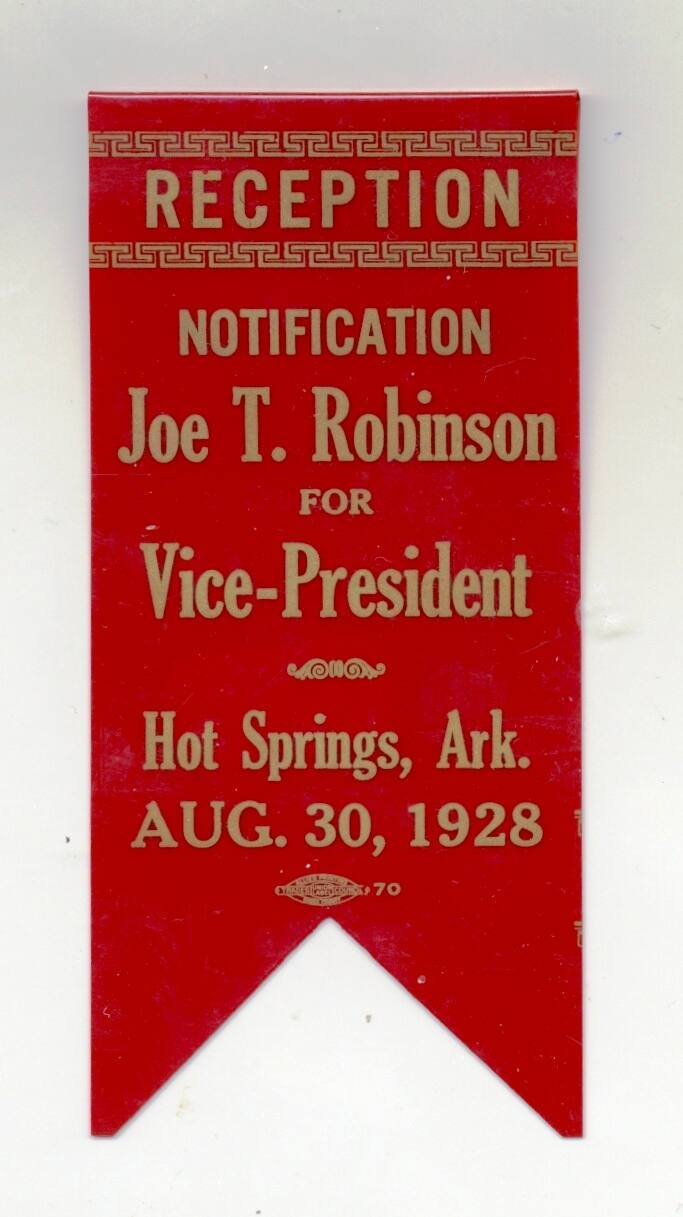 RECEPTION
NOTIFICATION
Joe T. Robinson
FOR
Vice-President
Hot Springs, Ark.
AUG. 30, 1928
70